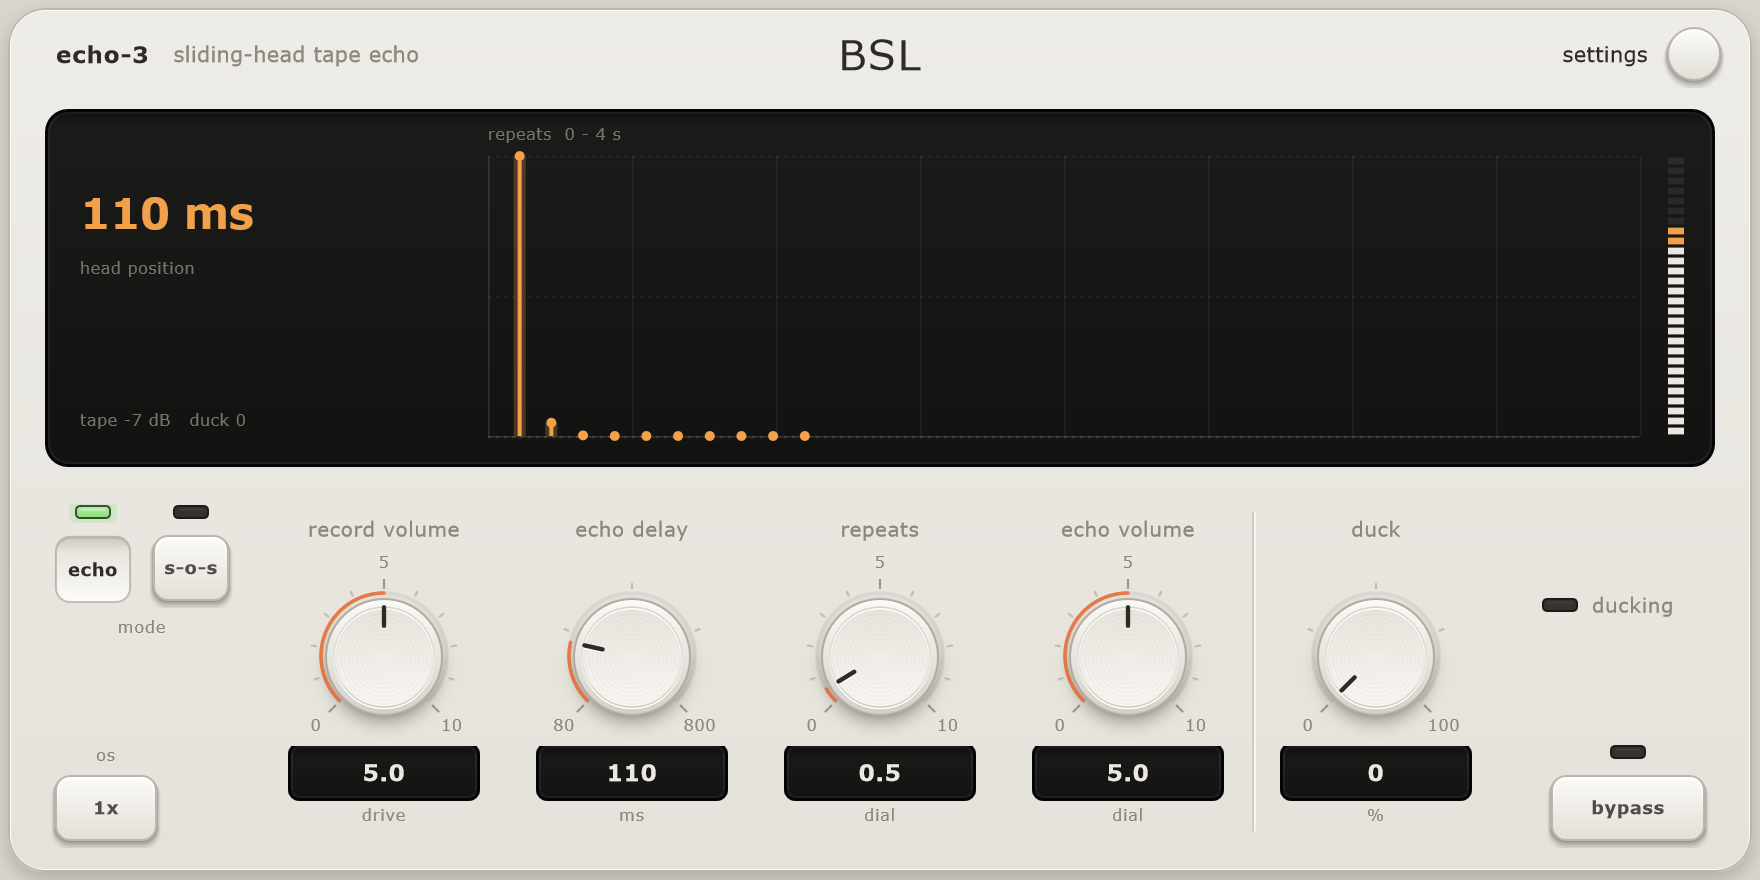 echo-3 sliding-head tape echo BSL settings
repeats 0 - 4 s
110 ms
head position
tape -7 dB duck 0
echo s-o-s
mode
record volume echo delay repeats echo volume duck
5 5 5
ducking
0 10 80 800 0 10 0 10 0 100
os
1x
5.0 110 0.5 5.0 0
drive ms dial dial %
bypass